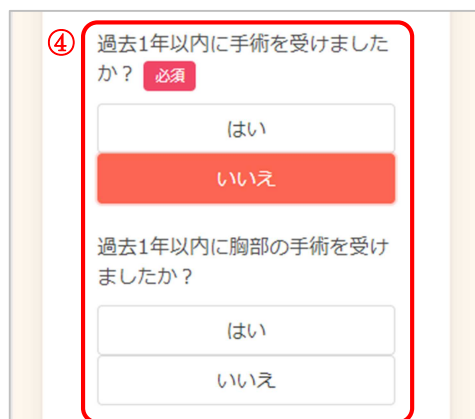 ④
過去1年以内に手術を受けました
か？ 必須
はい
いいえ
過去1年以内に胸部の手術を受け
ましたか？
はい
いいえ